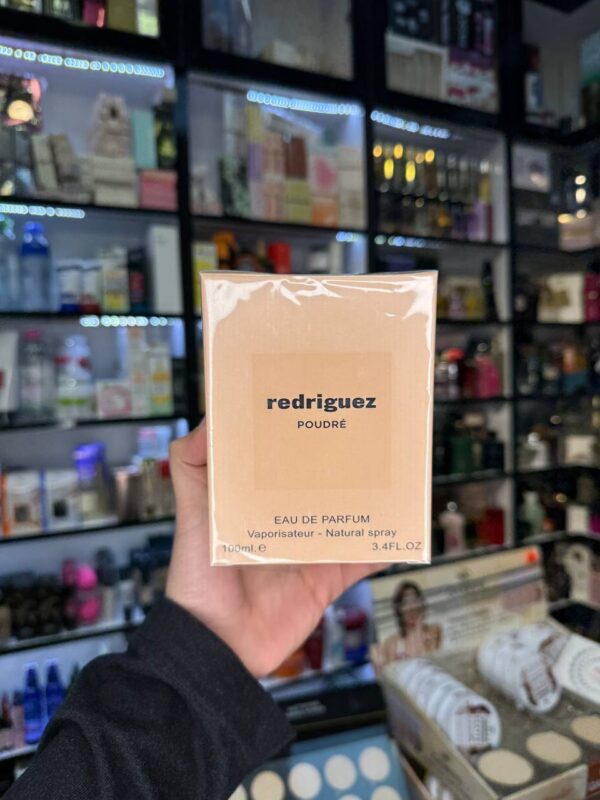 redriguez
POUDRÉ
EAU DE PARFUM
Vaporisateur - Natural spray
100ml. e 3.4FL.OZ